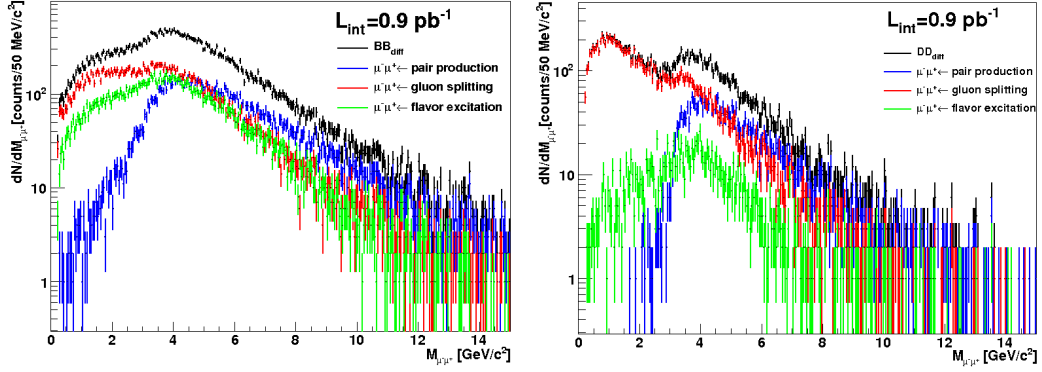 L_int=0.9 pb⁻¹
BB_diff
μ⁻μ⁺← pair production
μ⁻μ⁺← gluon splitting
μ⁻μ⁺← flavor excitation
dN/dM_μ⁻μ⁺[counts/50 MeV/c²]
10²
10
1
0 2 4 6 8 10 12 14
M_μ⁻μ⁺ [GeV/c²]
L_int=0.9 pb⁻¹
DD_diff
μ⁻μ⁺← pair production
μ⁻μ⁺← gluon splitting
μ⁻μ⁺← flavor excitation
dN/dM_μ⁻μ⁺[counts/50 MeV/c²]
10²
10
1
0 2 4 6 8 10 12 14
M_μ⁻μ⁺ [GeV/c²]